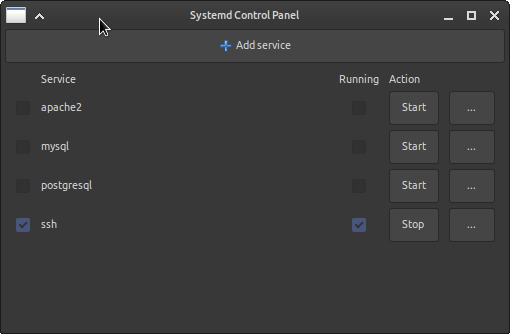 Systemd Control Panel
Add service
Service Running Action
apache2 Start ...
mysql Start ...
postgresql Start ...
ssh Stop ...